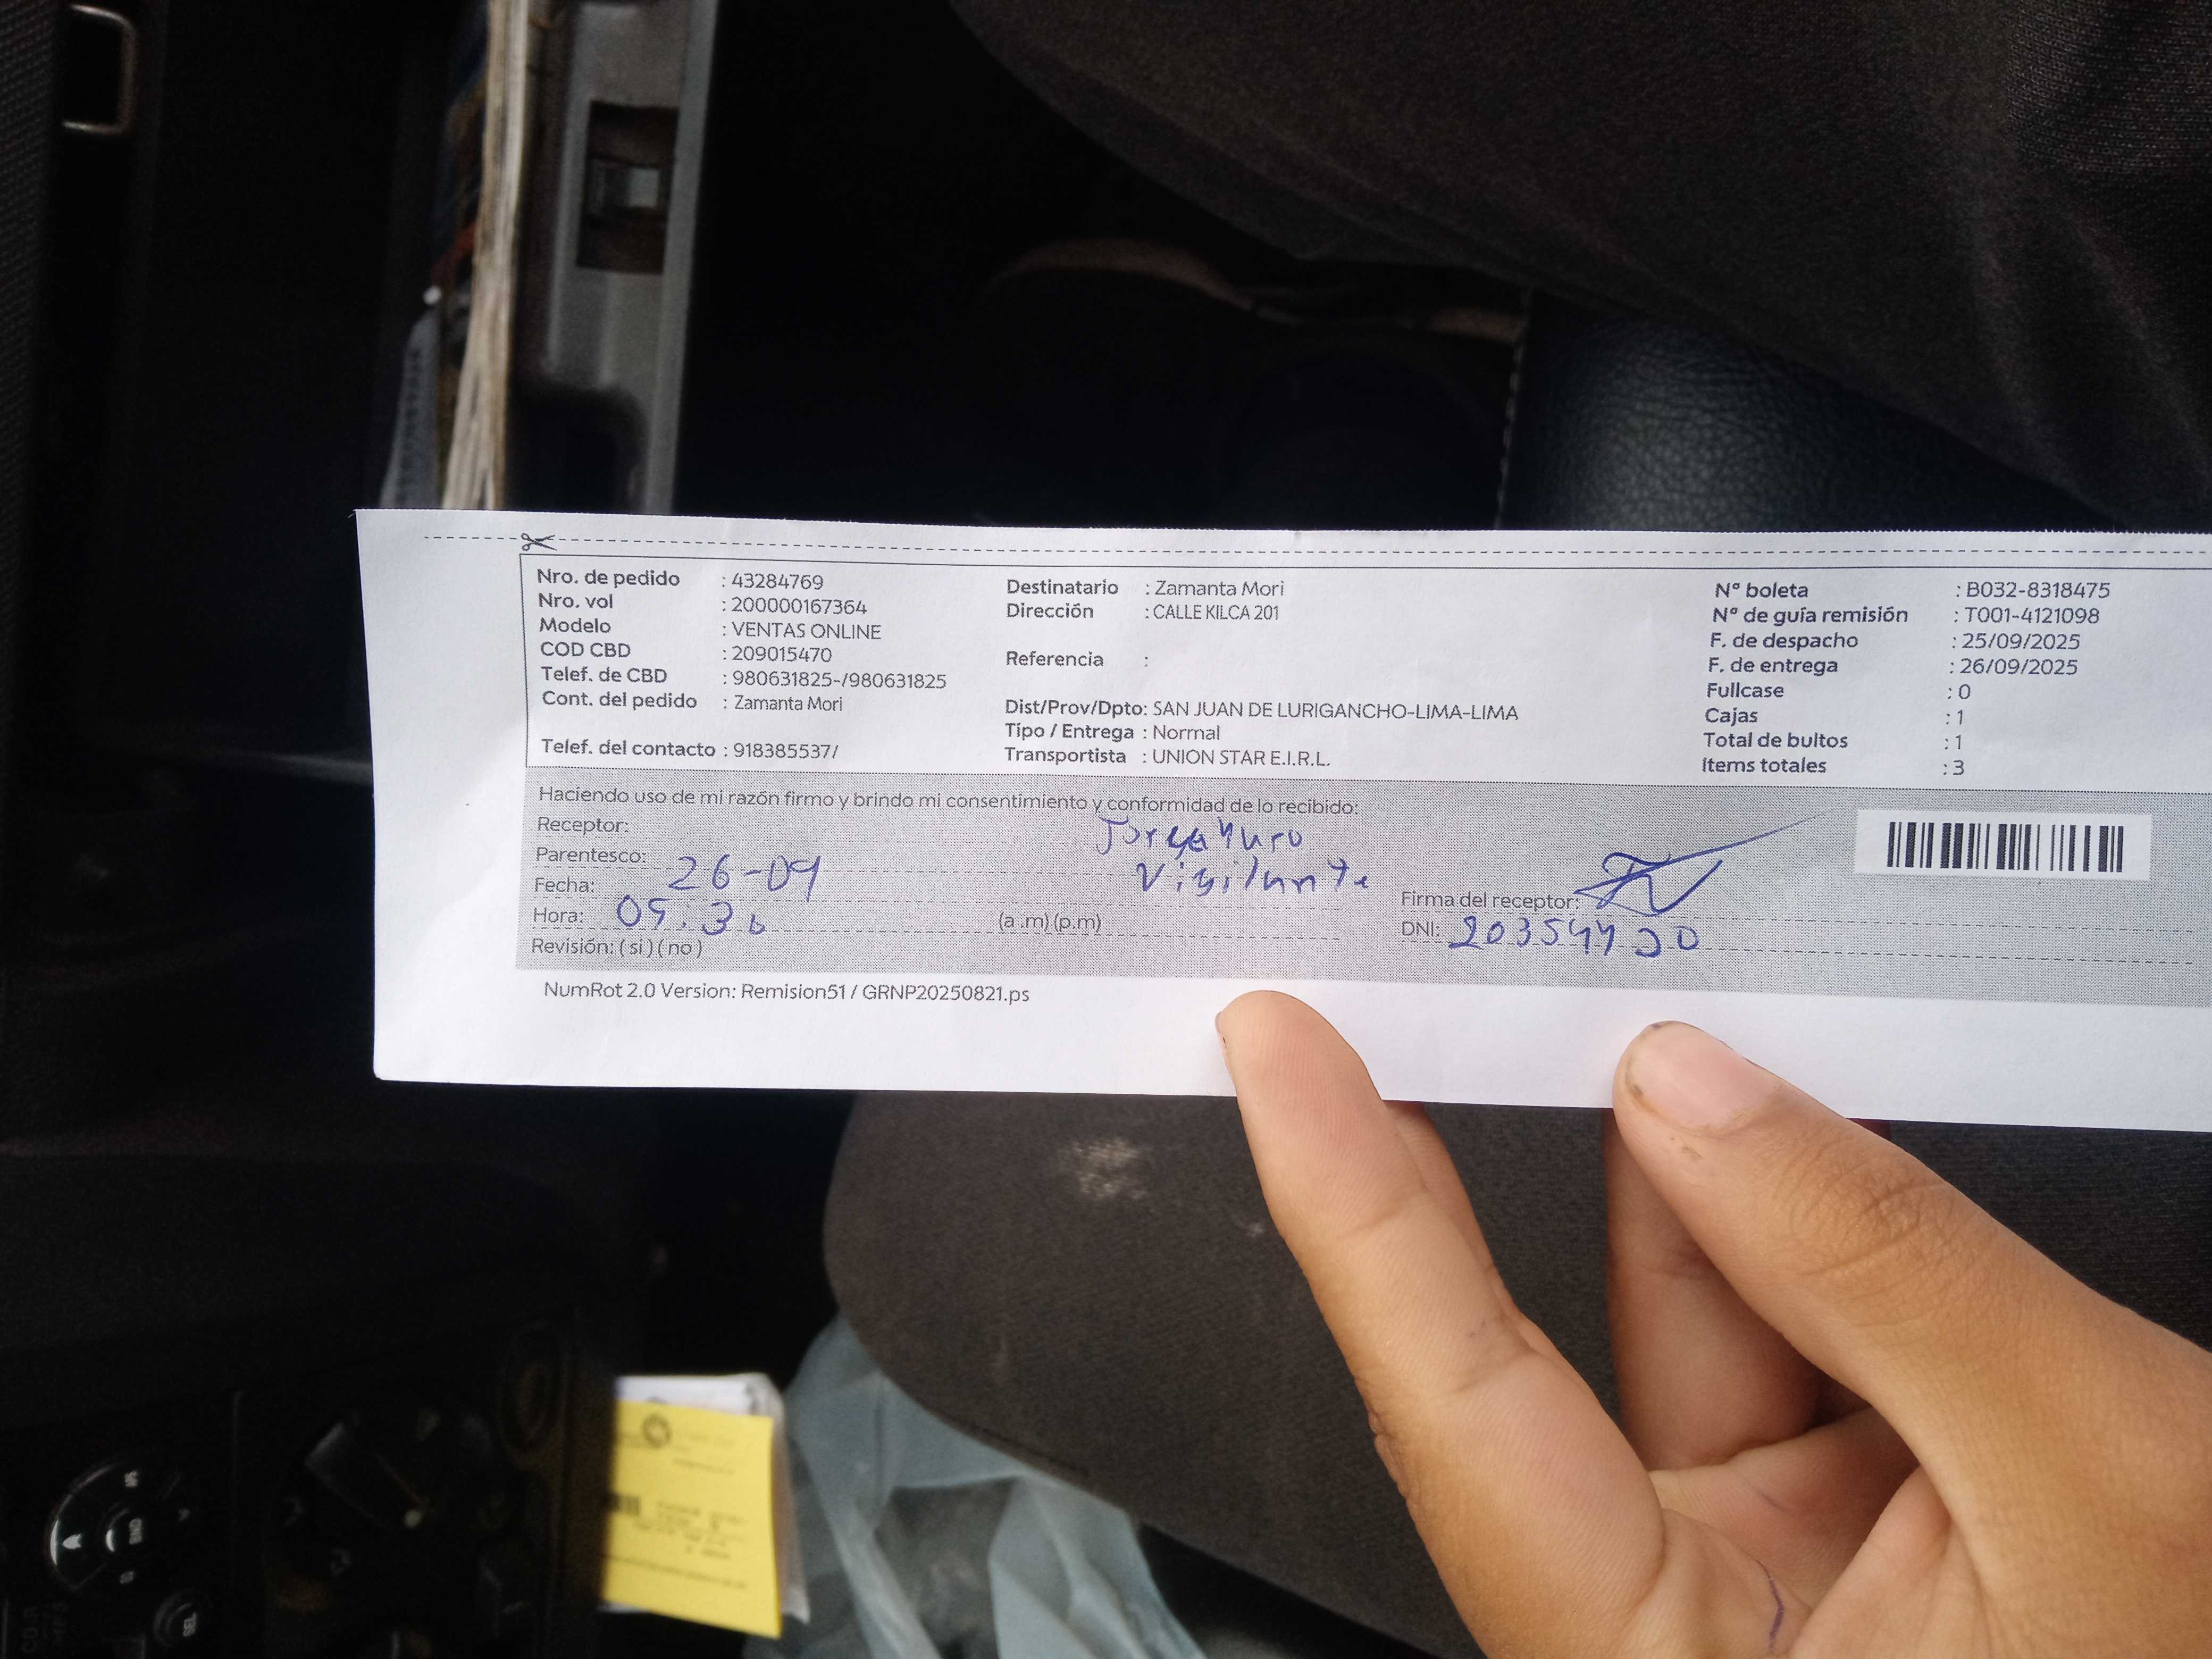 Nro. de pedido : 43284769
Nro. vol : 200000167364
Modelo : VENTAS ONLINE
COD CBD : 209015470
Telef. de CBD : 980631825-/980631825
Cont. del pedido : Zamanta Mori
Telef. del contacto : 918385537/
Destinatario : Zamanta Mori
Dirección : CALLE KILCA 201
Referencia :
Dist/Prov/Dpto: SAN JUAN DE LURIGANCHO-LIMA-LIMA
Tipo / Entrega : Normal
Transportista : UNION STAR E.I.R.L.
Nº boleta : B032-8318475
Nº de guía remisión : T001-4121098
F. de despacho : 25/09/2025
F. de entrega : 26/09/2025
Fullcase : 0
Cajas : 1
Total de bultos : 1
Items totales : 3
Haciendo uso de mi razón firmo y brindo mi consentimiento y conformidad de lo recibido:
Receptor:
Parentesco: Vigilante
Fecha: 26-09
Hora: (a .m) (p.m)
Revisión: ( si ) ( no )
Firma del receptor:
DNI:
NumRot 2.0 Version: Remision51 / GRNP20250821.ps
SEL